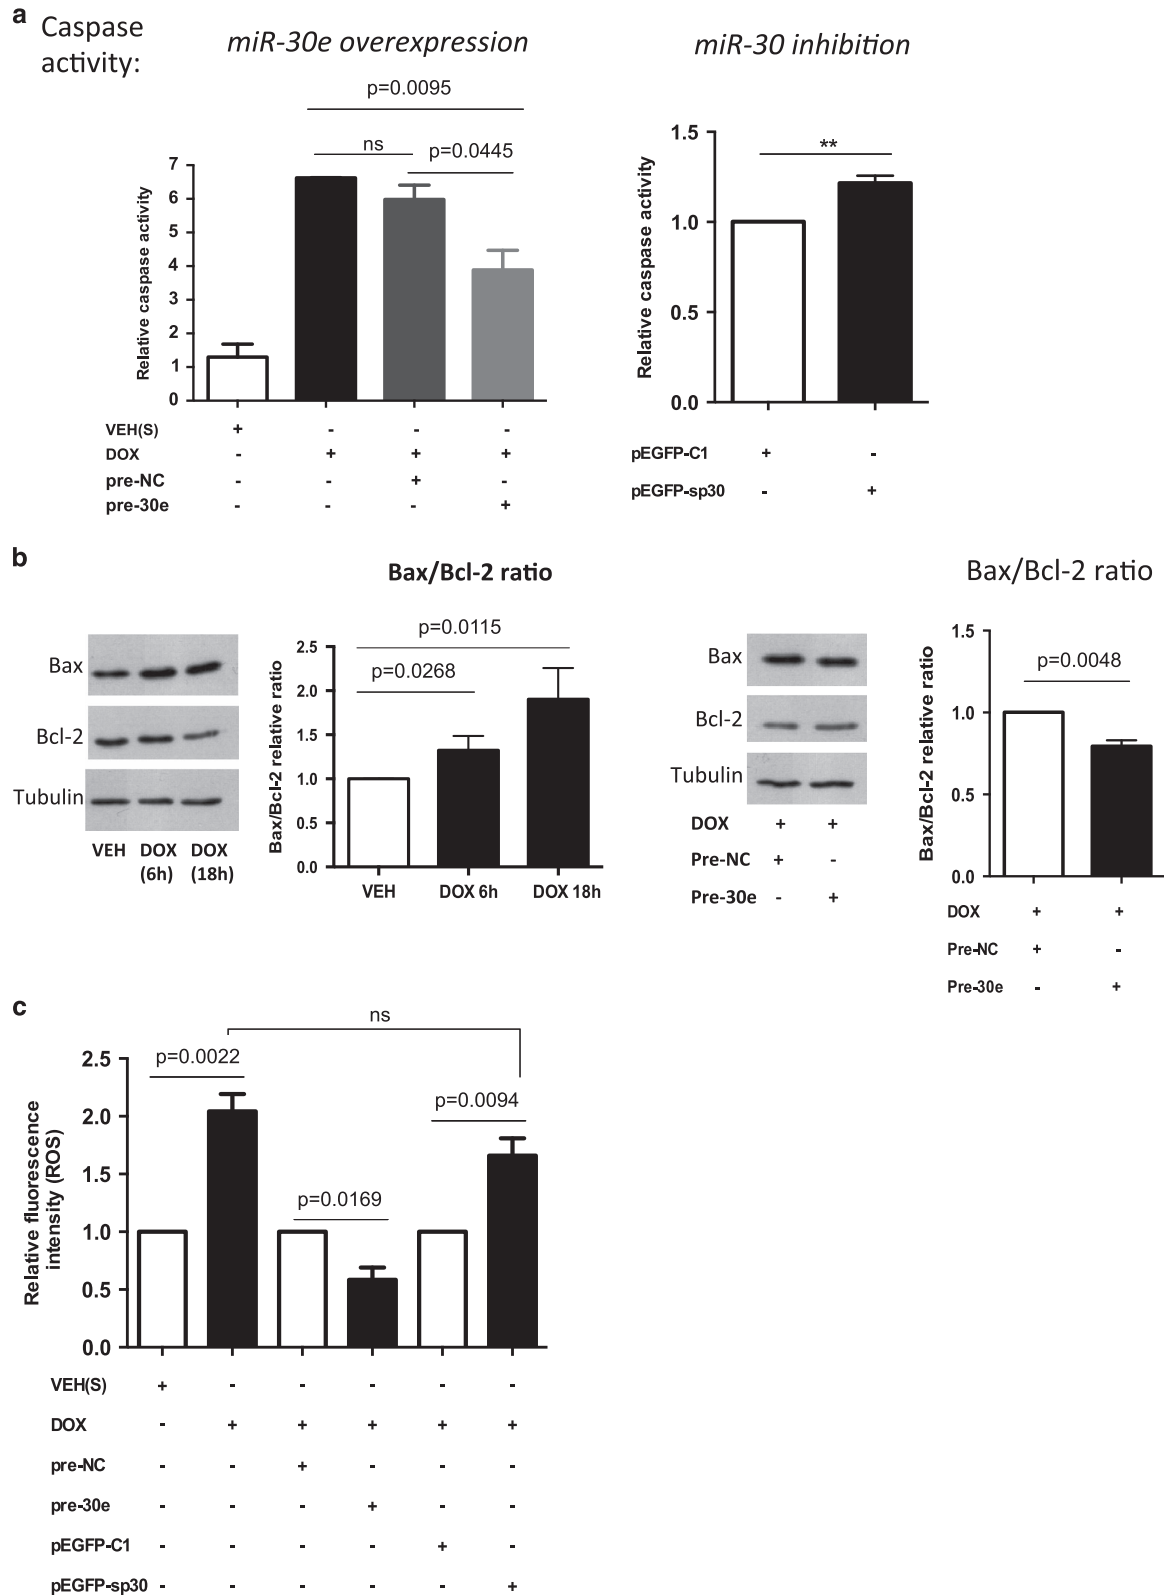 a
Caspase
activity:
miR-30e overexpression
miR-30 inhibition
p=0.0095
ns
p=0.0445
Relative caspase activity
7
6
5
4
3
2
1
0
VEH(S) + - - -
DOX - + + +
pre-NC - - + -
pre-30e - - - +
**
Relative caspase activity
1.5
1.0
0.5
0.0
pEGFP-C1 + -
pEGFP-sp30 - +
b
Bax
Bcl-2
Tubulin
VEH DOX DOX
(6h) (18h)
Bax/Bcl-2 ratio
p=0.0115
p=0.0268
Bax/Bcl-2 relative ratio
2.5
2.0
1.5
1.0
0.5
0.0
VEH DOX 6h DOX 18h
Bax
Bcl-2
Tubulin
DOX + +
Pre-NC + -
Pre-30e - +
Bax/Bcl-2 ratio
p=0.0048
Bax/Bcl-2 relative ratio
1.5
1.0
0.5
0.0
DOX + +
Pre-NC + -
Pre-30e - +
c
ns
p=0.0022
p=0.0169
p=0.0094
Relative fluorescence
intensity (ROS)
2.5
2.0
1.5
1.0
0.5
0.0
VEH(S) + - - - - -
DOX - + + + + +
pre-NC - - + - - -
pre-30e - - - + - -
pEGFP-C1 - - - - + -
pEGFP-sp30 - - - - - +